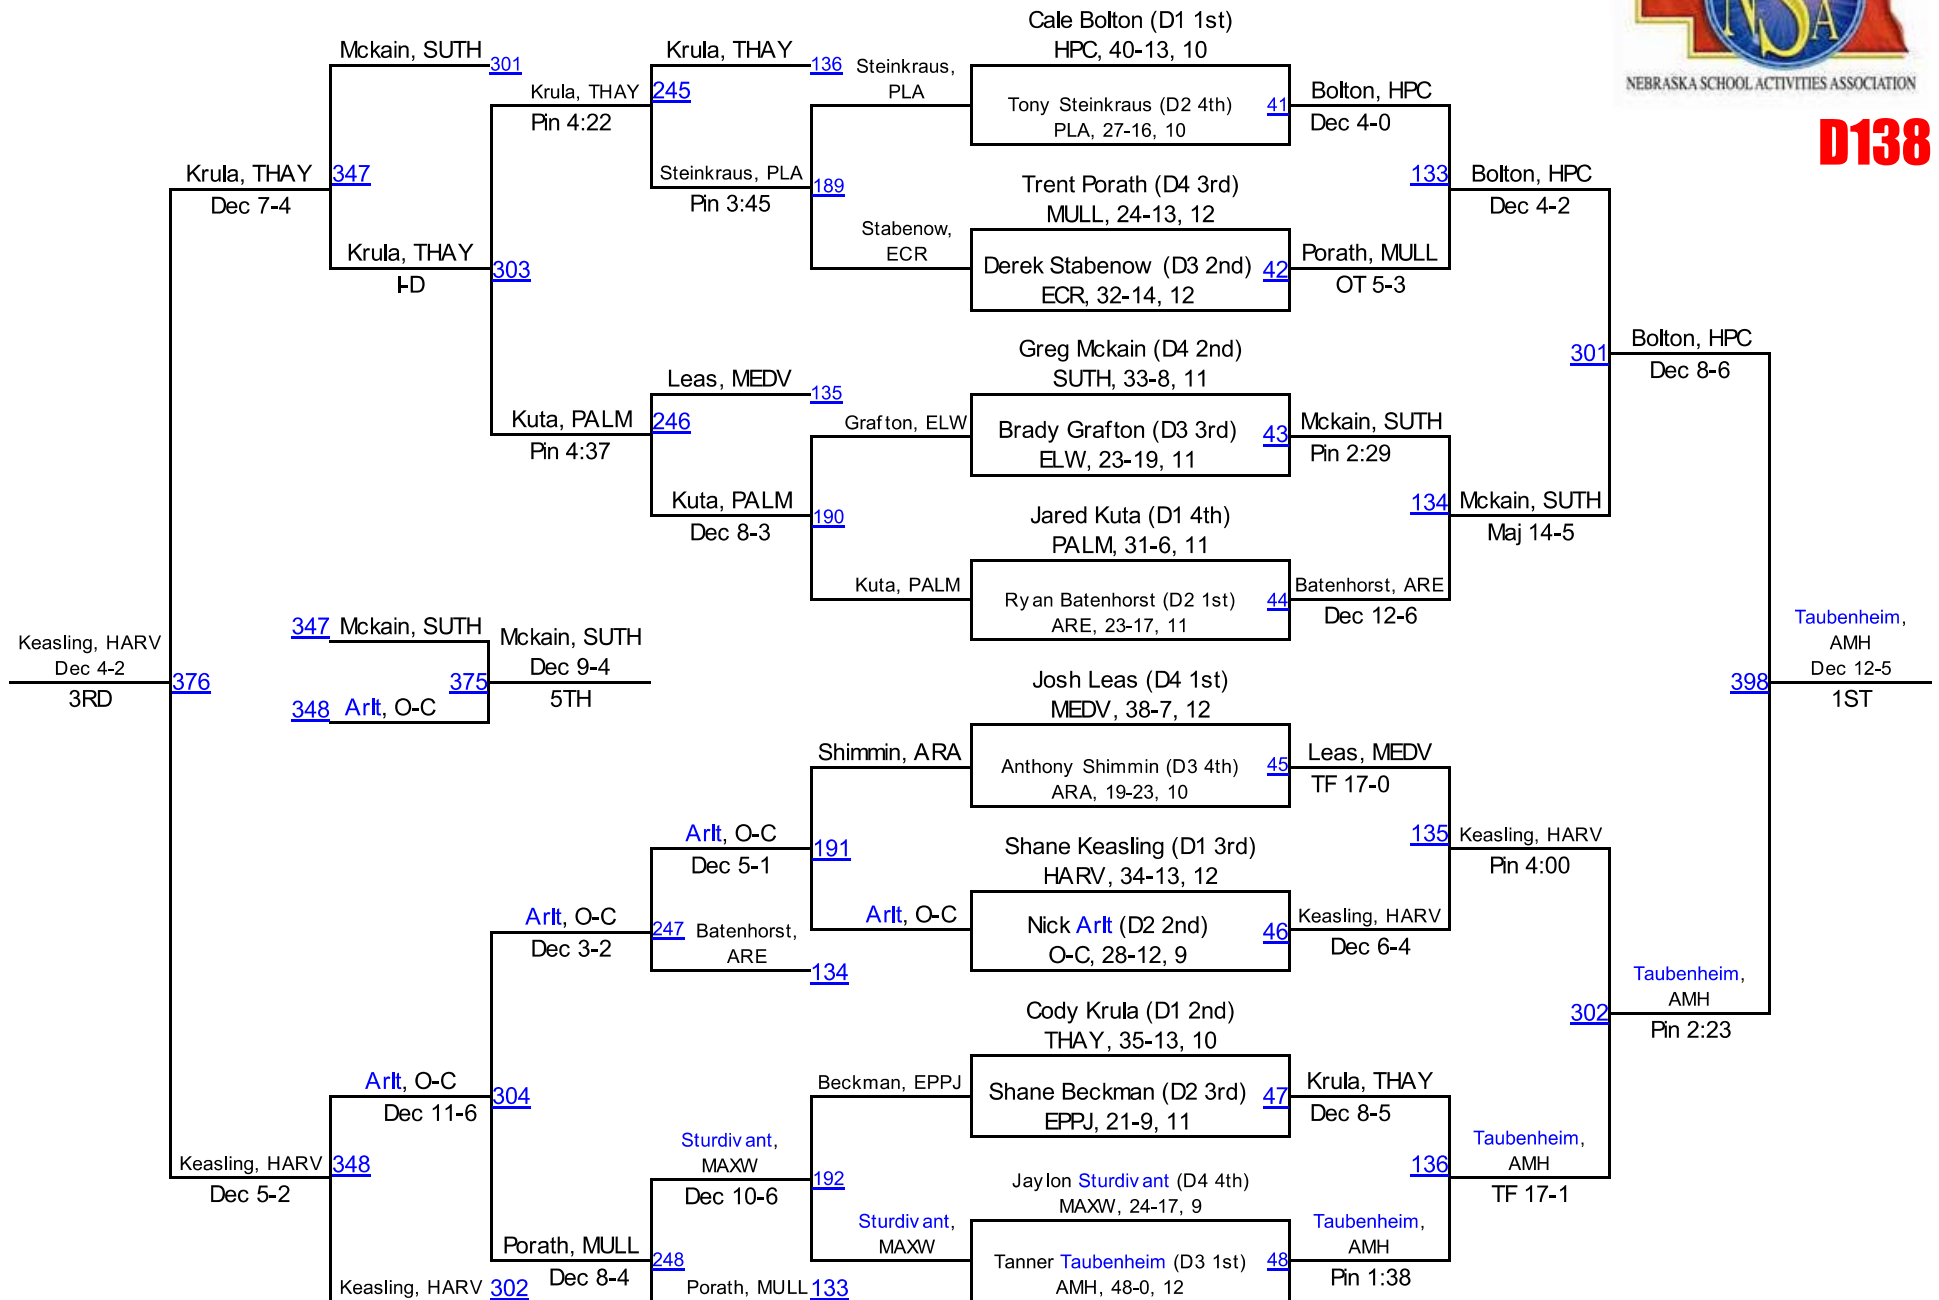 NSA
NEBRASKA SCHOOL ACTIVITIES ASSOCIATION
D138
Mckain, SUTH
301
Krula, THAY
Dec 7-4
347
Krula, THAY
I-D
303
Krula, THAY
Pin 4:22
245
Krula, THAY
136
Steinkraus, PLA
Pin 3:45
189
Steinkraus,
PLA
Stabenow,
ECR
Kuta, PALM
Pin 4:37
246
Leas, MEDV
135
Kuta, PALM
Dec 8-3
190
Grafton, ELW
Kuta, PALM
Cale Bolton (D1 1st)
HPC, 40-13, 10
Tony Steinkraus (D2 4th)
PLA, 27-16, 10
41
Trent Porath (D4 3rd)
MULL, 24-13, 12
Derek Stabenow (D3 2nd)
ECR, 32-14, 12
42
Greg Mckain (D4 2nd)
SUTH, 33-8, 11
Brady Grafton (D3 3rd)
ELW, 23-19, 11
43
Jared Kuta (D1 4th)
PALM, 31-6, 11
Ryan Batenhorst (D2 1st)
ARE, 23-17, 11
44
Josh Leas (D4 1st)
MEDV, 38-7, 12
Anthony Shimmin (D3 4th)
ARA, 19-23, 10
45
Shane Keasling (D1 3rd)
HARV, 34-13, 12
Nick Arlt (D2 2nd)
O-C, 28-12, 9
46
Cody Krula (D1 2nd)
THAY, 35-13, 10
Shane Beckman (D2 3rd)
EPPJ, 21-9, 11
47
Jaylon Sturdivant (D4 4th)
MAXW, 24-17, 9
Tanner Taubenheim (D3 1st)
AMH, 48-0, 12
48
Bolton, HPC
Dec 4-0
133
Porath, MULL
OT 5-3
Bolton, HPC
Dec 4-2
Mckain, SUTH
Pin 2:29
134
Batenhorst, ARE
Dec 12-6
Mckain, SUTH
Maj 14-5
301
Bolton, HPC
Dec 8-6
Leas, MEDV
TF 17-0
135
Keasling, HARV
Dec 6-4
Keasling, HARV
Pin 4:00
Krula, THAY
Dec 8-5
136
Taubenheim,
AMH
Pin 1:38
Taubenheim,
AMH
TF 17-1
302
Taubenheim,
AMH
Pin 2:23
398
Taubenheim,
AMH
Dec 12-5
1ST
Keasling, HARV
Dec 4-2
3RD
376
347
Mckain, SUTH
348
Arlt, O-C
375
Mckain, SUTH
Dec 9-4
5TH
Shimmin, ARA
Arlt, O-C
191
Arlt, O-C
Dec 5-1
247
Batenhorst,
ARE
134
Arlt, O-C
Dec 3-2
304
Arlt, O-C
Dec 11-6
348
Keasling, HARV
Dec 5-2
Keasling, HARV
302
Beckman, EPPJ
Sturdivant,
MAXW
192
Sturdivant,
MAXW
Dec 10-6
248
Porath, MULL
133
Porath, MULL
Dec 8-4